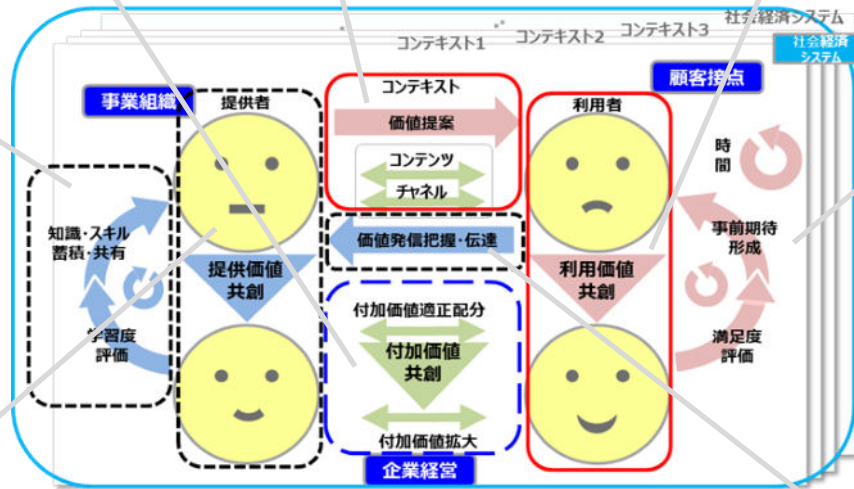 社会経済システム
コンテキスト1
コンテキスト2
コンテキスト3
社会経済
システム
事業組織
提供者
コンテキスト
価値提案
コンテンツ
チャネル
利用者
顧客接点
時
間
知識・スキル
蓄積・共有
価値発信把握・伝達
事前期待
形成
提供価値
共創
利用価値
共創
学習度
評価
付加価値適正配分
付加価値
共創
付加価値拡大
満足度
評価
企業経営